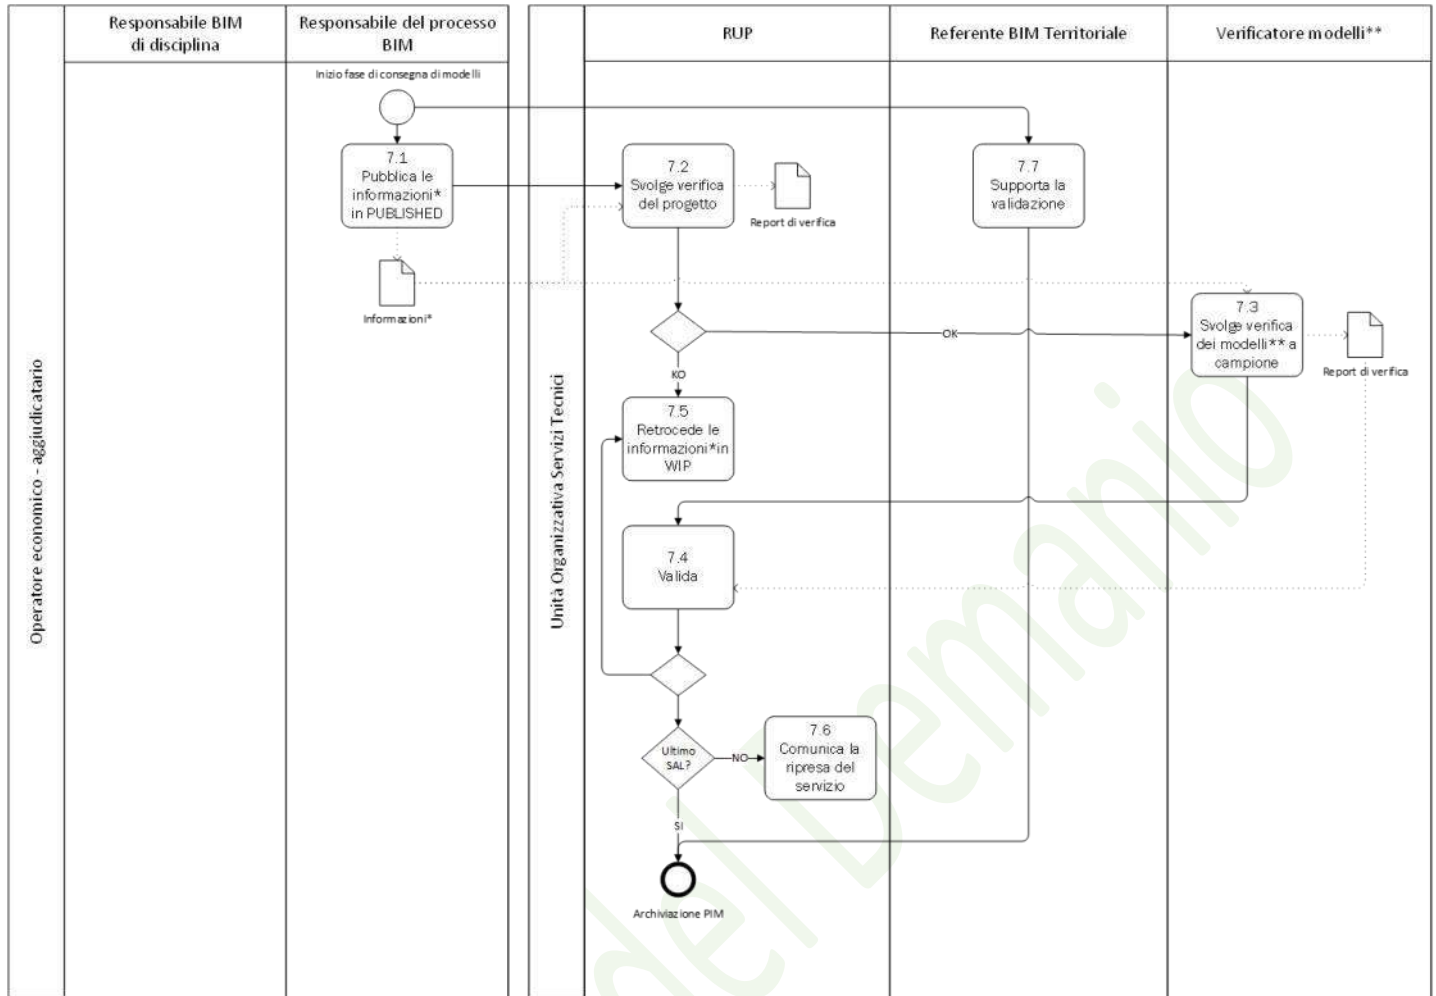 Responsabile BIM
di disciplina
Responsabile del processo
BIM
RUP
Referente BIM Territoriale
Verificatore modelli**
Operatore economico - aggiudicatario
Unità Organizzativa Servizi Tecnici
Inizio fase di consegna di modelli
7.1
Pubblica le
informazioni*
in PUBLISHED
7.2
Svolge verifica
del progetto
Report di verifica
7.7
Supporta la
validazione
Informazioni*
OK
7.3
Svolge verifica
dei modelli** a
campione
Report di verifica
KO
7.5
Retrocede le
informazioni*in
WIP
7.4
Valida
Ultimo
SAL?
NO
7.6
Comunica la
ripresa del
servizio
SI
Archiviazione PIM
del Demanio